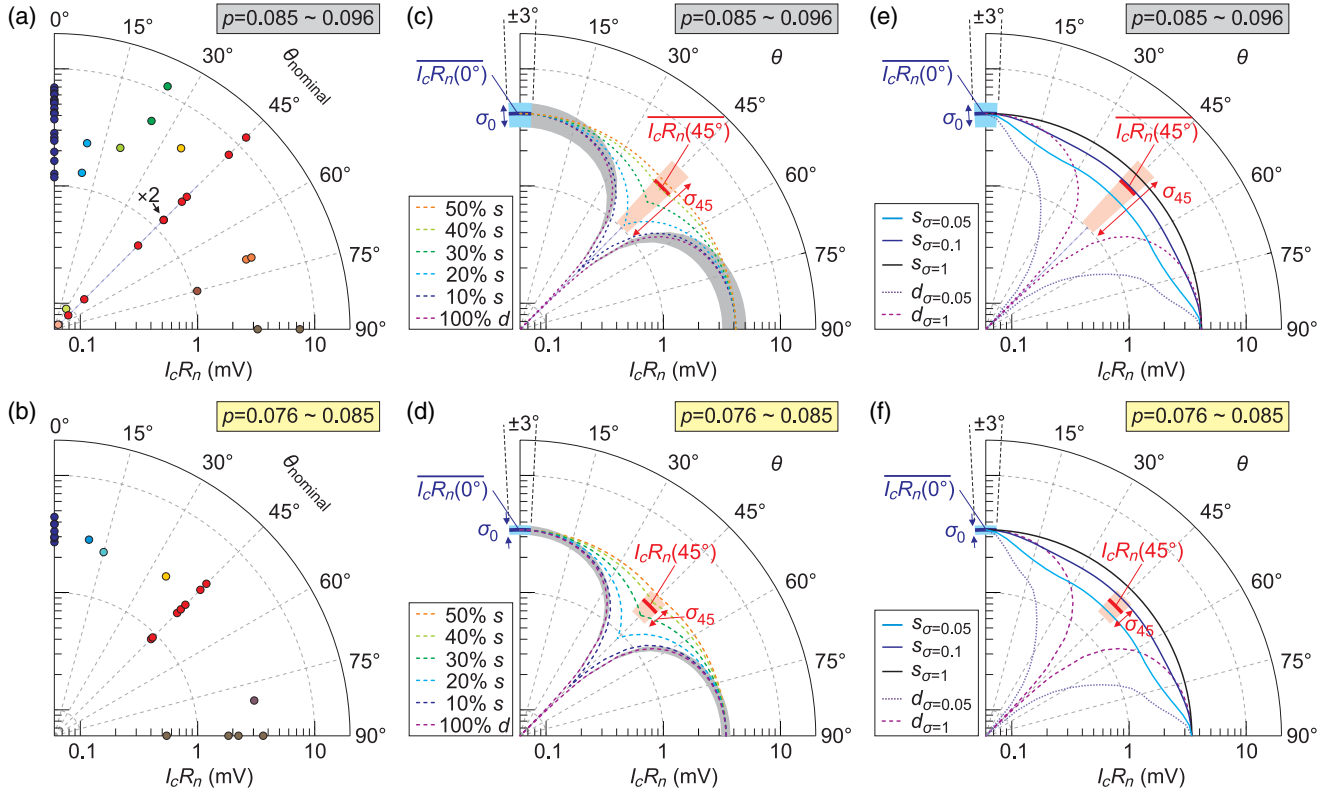 (a)
p=0.085 ~ 0.096
0°
15°
30°
θnominal
45°
60°
75°
90°
×2
0.1 1 10
IcRn (mV)
(c)
p=0.085 ~ 0.096
±3°
15°
30°
θ
45°
60°
75°
90°
IcRn(0°)
σ0
IcRn(45°)
σ45
50% s
40% s
30% s
20% s
10% s
100% d
0.1 1 10
IcRn (mV)
(e)
p=0.085 ~ 0.096
±3°
15°
30°
θ
45°
60°
75°
90°
IcRn(0°)
σ0
IcRn(45°)
σ45
sσ=0.05
sσ=0.1
sσ=1
dσ=0.05
dσ=1
0.1 1 10
IcRn (mV)
(b)
p=0.076 ~ 0.085
0°
15°
30°
θnominal
45°
60°
75°
90°
0.1 1 10
IcRn (mV)
(d)
p=0.076 ~ 0.085
±3°
15°
30°
θ
45°
60°
75°
90°
IcRn(0°)
σ0
IcRn(45°)
σ45
50% s
40% s
30% s
20% s
10% s
100% d
0.1 1 10
IcRn (mV)
(f)
p=0.076 ~ 0.085
±3°
15°
30°
θ
45°
60°
75°
90°
IcRn(0°)
σ0
IcRn(45°)
σ45
sσ=0.05
sσ=0.1
sσ=1
dσ=0.05
dσ=1
0.1 1 10
IcRn (mV)